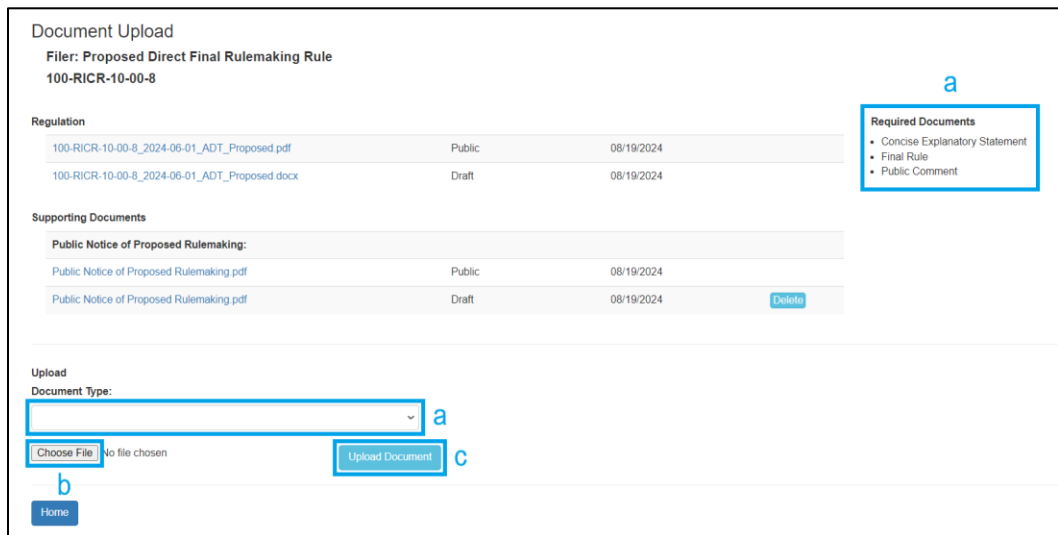 Document Upload
Filer: Proposed Direct Final Rulemaking Rule
100-RICR-10-00-8
a
Regulation
100-RICR-10-00-8_2024-06-01_ADT_Proposed.pdf Public 08/19/2024
100-RICR-10-00-8_2024-06-01_ADT_Proposed.docx Draft 08/19/2024
Required Documents
• Concise Explanatory Statement
• Final Rule
• Public Comment
Supporting Documents
Public Notice of Proposed Rulemaking:
Public Notice of Proposed Rulemaking.pdf Public 08/19/2024
Public Notice of Proposed Rulemaking.pdf Draft 08/19/2024 Delete
Upload
Document Type:
a
Choose File No file chosen Upload Document c
b
Home